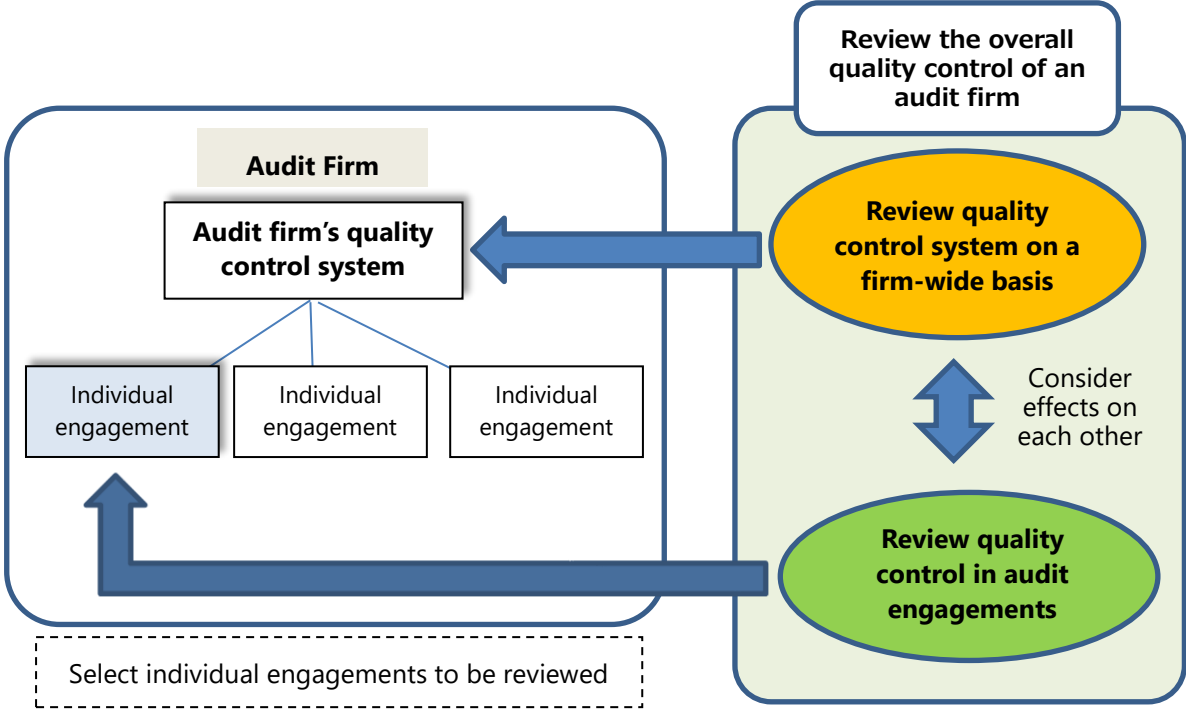 Review the overall
quality control of an
audit firm
Audit Firm
Audit firm’s quality
control system
Individual
engagement
Individual
engagement
Individual
engagement
Select individual engagements to be reviewed
Review quality
control system on a
firm-wide basis
Consider
effects on
each other
Review quality
control in audit
engagements